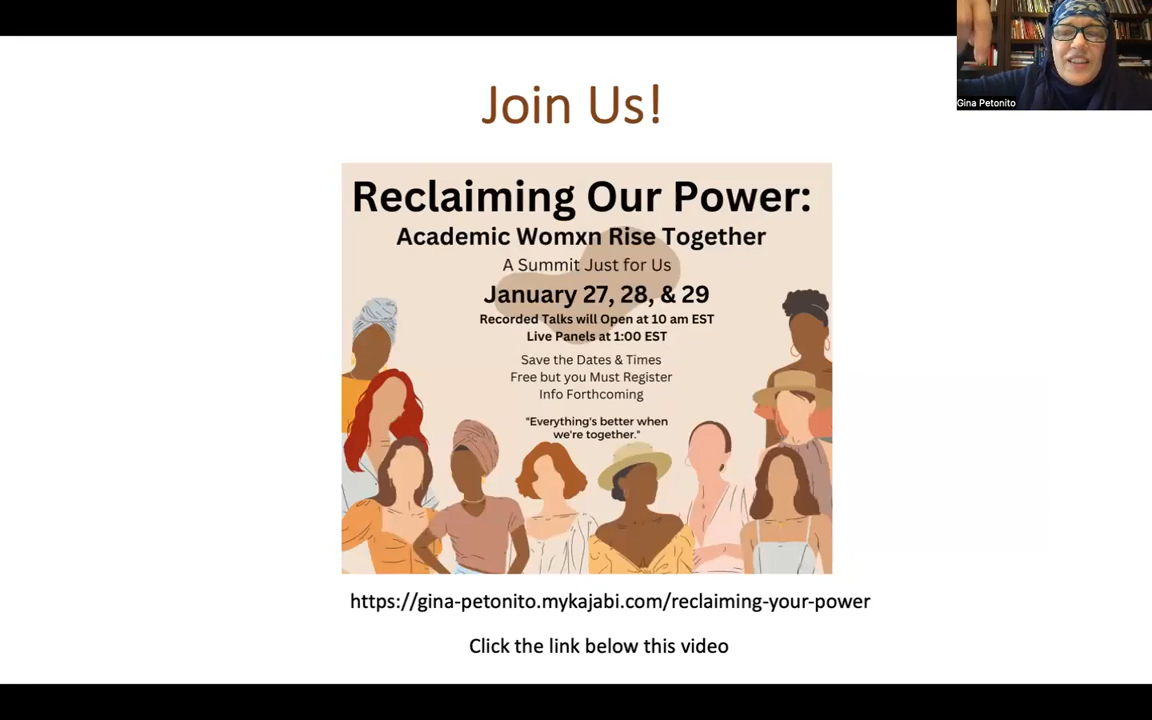 Join Us!
Gina Petonito
Reclaiming Our Power:
Academic Womxn Rise Together
A Summit Just for Us
January 27, 28, & 29
Recorded Talks will Open at 10 am EST
Live Panels at 1:00 EST
Save the Dates & Times
Free but you Must Register
Info Forthcoming
"Everything's better when
we're together."
https://gina-petonito.mykajabi.com/reclaiming-your-power
Click the link below this video